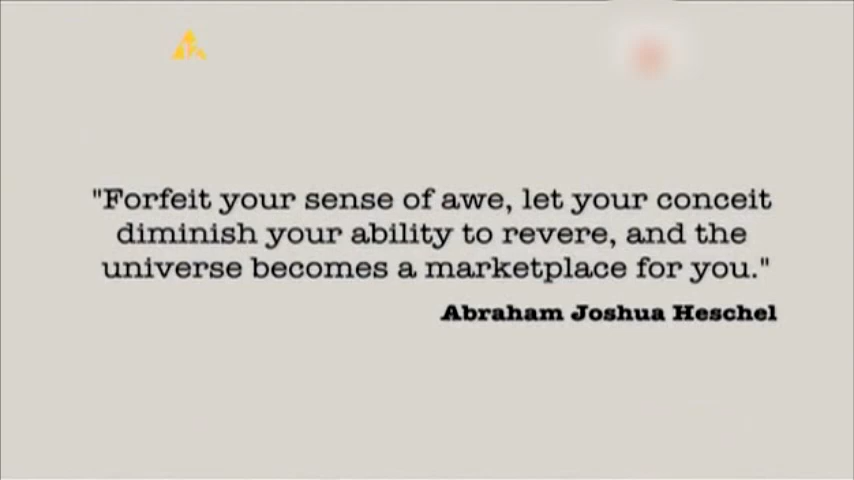 "Forfeit your sense of awe, let your conceit
diminish your ability to revere, and the
universe becomes a marketplace for you."
Abraham Joshua Heschel